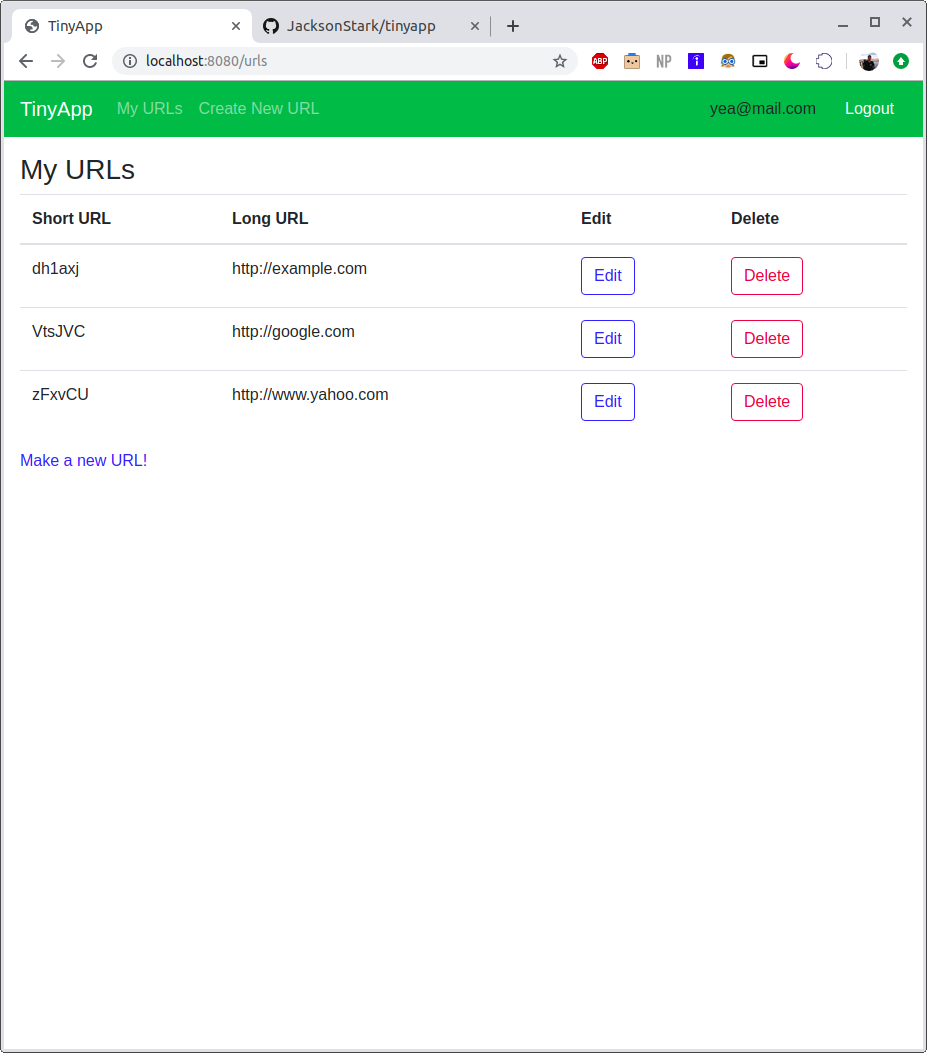 TinyApp
JacksonStark/tinyapp
localhost:8080/urls
ABP
NP
TinyApp My URLs Create New URL yea@mail.com Logout
My URLs
Short URL Long URL Edit Delete
dh1axj http://example.com Edit Delete
VtsJVC http://google.com Edit Delete
zFxvCU http://www.yahoo.com Edit Delete
Make a new URL!